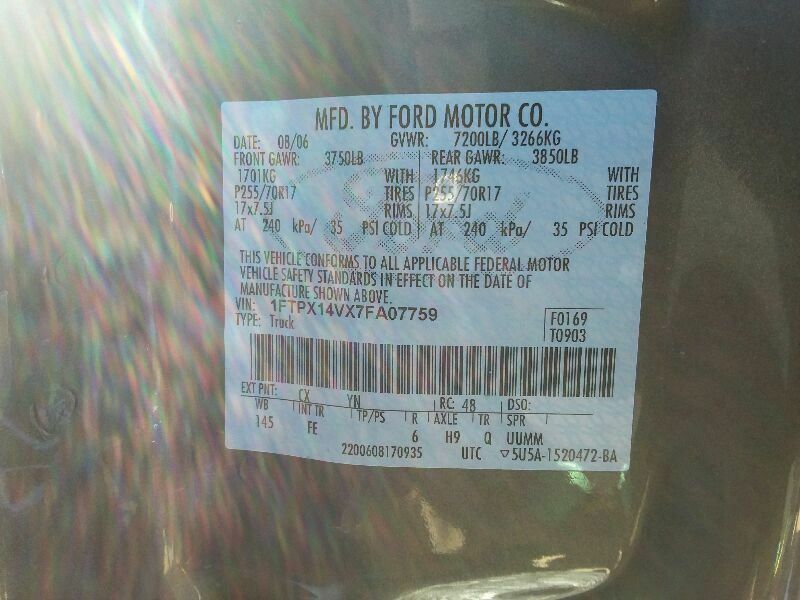 MFD. BY FORD MOTOR CO.
DATE: 08/06 GVWR: 7200LB/ 3266KG
FRONT GAWR: 3750LB REAR GAWR: 3850LB
1701KG WITH 1746KG WITH
P255/70R17 TIRES P255/70R17 TIRES
17x7.5J RIMS 17x7.5J RIMS
AT 240 kPa/ 35 PSI COLD AT 240 kPa/ 35 PSI COLD
THIS VEHICLE CONFORMS TO ALL APPLICABLE FEDERAL MOTOR
VEHICLE SAFETY STANDARDS IN EFFECT ON THE DATE OF
MANUFACTURE SHOWN ABOVE.
VIN: 1FTPX14VX7FA07759
TYPE: Truck
F0169
T0903
EXT PNT: CX YN RC: 48 DSO:
WB INT TR TP/PS R AXLE TR SPR
145 FE 6 H9 Q UUMM
2200608170935 UTC ▽5U5A-1520472-BA